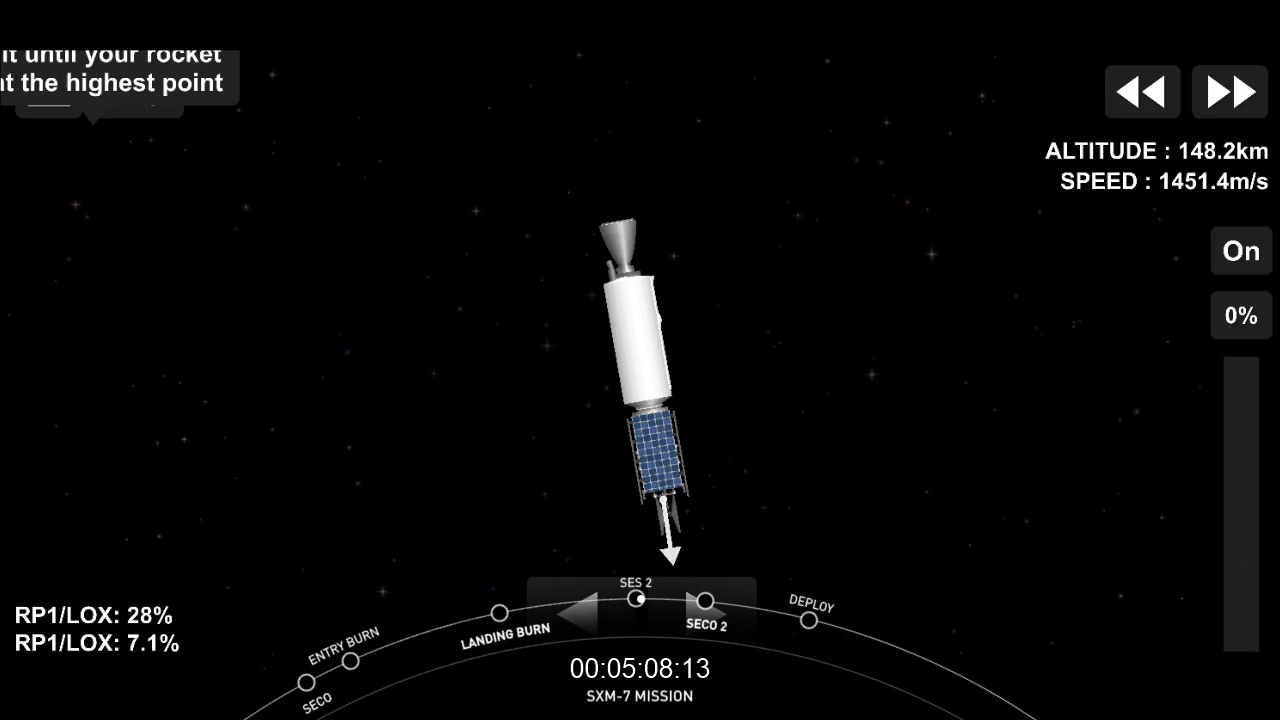 it until your rocket
at the highest point
ALTITUDE : 148.2km
SPEED : 1451.4m/s
On
0%
RP1/LOX: 28%
RP1/LOX: 7.1%
SECO
ENTRY BURN
LANDING BURN
SES 2
SECO 2
DEPLOY
00:05:08:13
SXM-7 MISSION